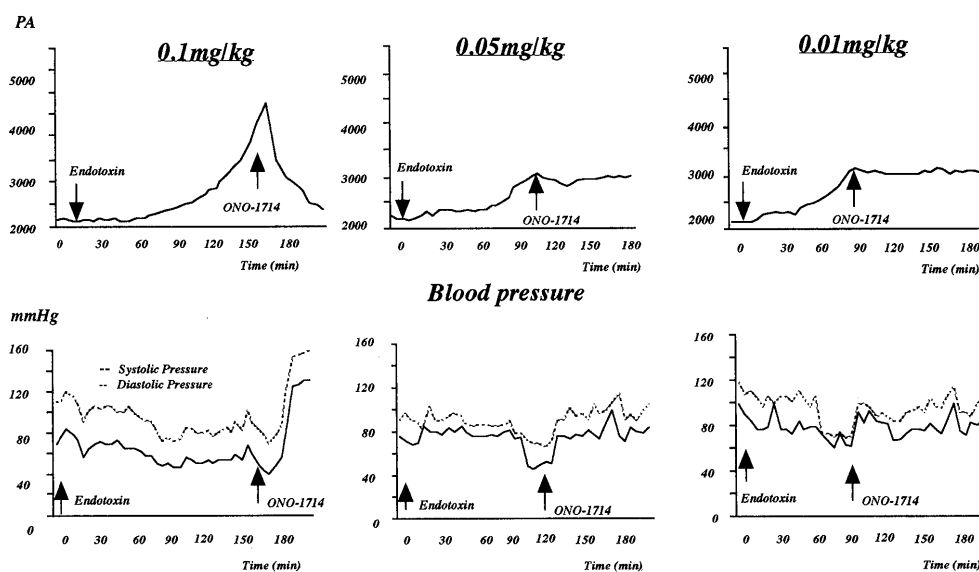 PA
0.1mg/kg
5000
4000
3000
2000
Endotoxin
ONO-1714
0 30 60 90 120 150 180
Time (min)
0.05mg/kg
5000
4000
3000
2000
Endotoxin
ONO-1714
0 30 60 90 120 150 180
Time (min)
0.01mg/kg
5000
4000
3000
2000
Endotoxin
ONO-1714
0 30 60 90 120 150 180
Time (min)
Blood pressure
mmHg
160
120
80
40
0
Systolic Pressure
Diastolic Pressure
Endotoxin
ONO-1714
0 30 60 90 120 150 180
Time (min)
160
120
80
40
0
Endotoxin
ONO-1714
0 30 60 90 120 150 180
Time (min)
160
120
80
40
0
Endotoxin
ONO-1714
0 30 60 90 120 150 180
Time (min)